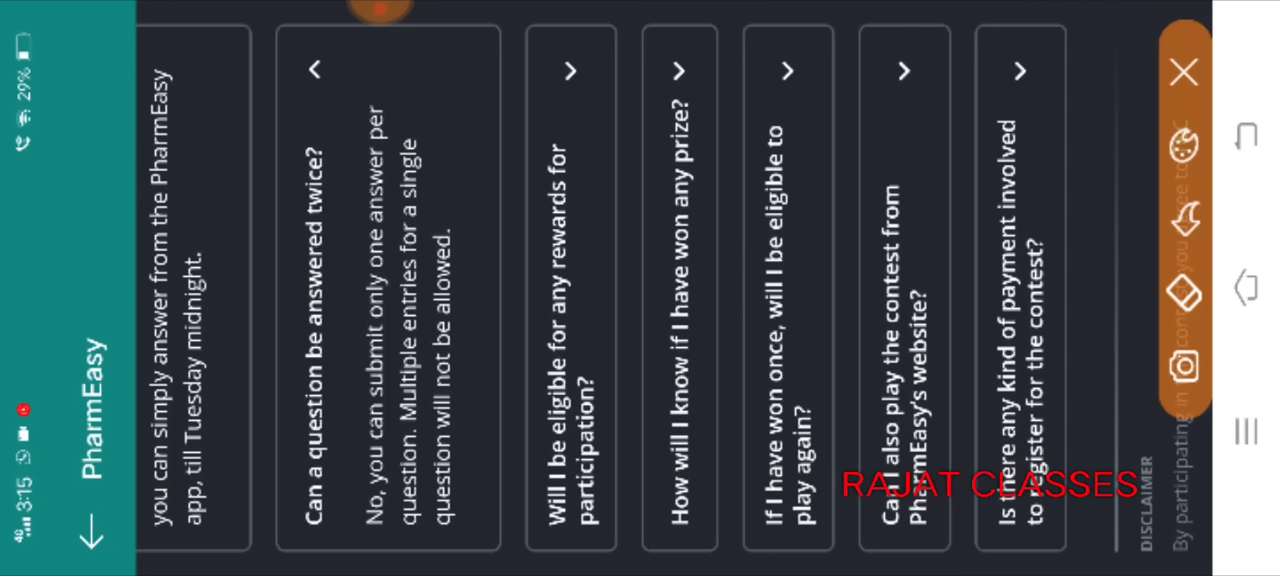 4G 3:15 29%
PharmEasy
you can simply answer from the PharmEasy
app, till Tuesday midnight.
Can a question be answered twice?
No, you can submit only one answer per
question. Multiple entries for a single
question will not be allowed.
Will I be eligible for any rewards for
participation?
How will I know if I have won any prize?
If I have won once, will I be eligible to
play again?
Can I also play the contest from
PharmEasy's website?
Is there any kind of payment involved
to register for the contest?
RAJAT CLASSES
DISCLAIMER
By participating in